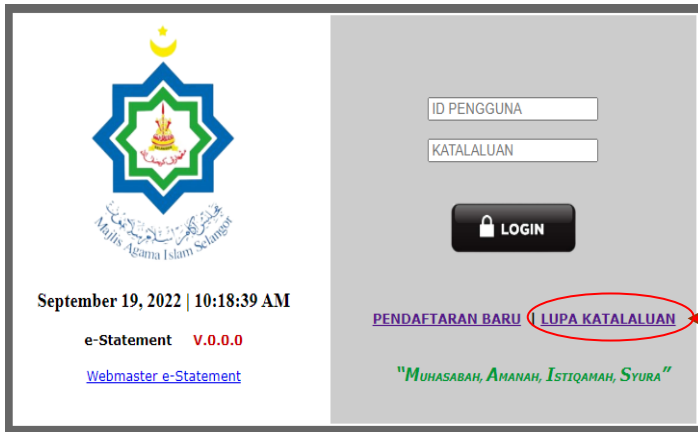 Majlis Agama Islam Selangor
September 19, 2022 | 10:18:39 AM
e-Statement V.0.0.0
Webmaster e-Statement
ID PENGGUNA
KATALALUAN
LOGIN
PENDAFTARAN BARU | LUPA KATALALUAN
"MUHASABAH, AMANAH, ISTIQAMAH, SYURA"